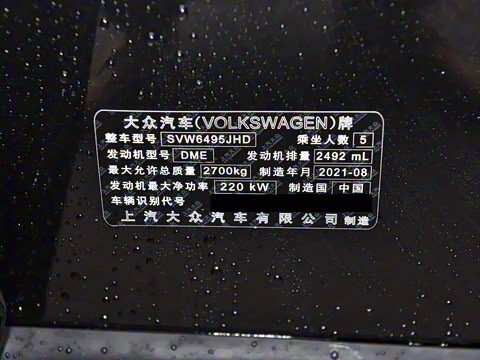 大众汽车(VOLKSWAGEN)牌
整车型号 SVW6495JHD 乘坐人数 5
发动机型号 DME 发动机排量 2492 mL
最大允许总质量 2700kg 制造年月 2021-08
发动机最大净功率 220 kW 制造国 中国
车辆识别代号
上汽大众汽车有限公司 制造